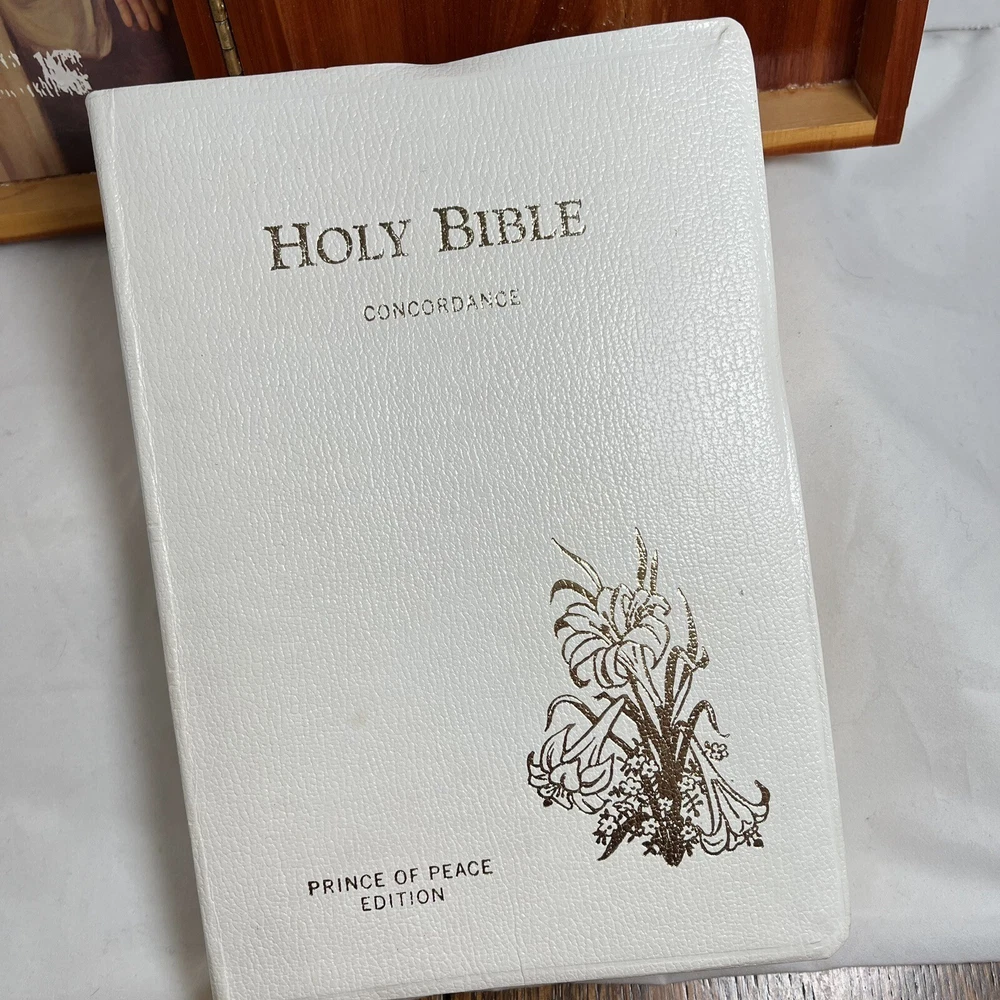 HOLY BIBLE
CONCORDANCE
PRINCE OF PEACE
EDITION